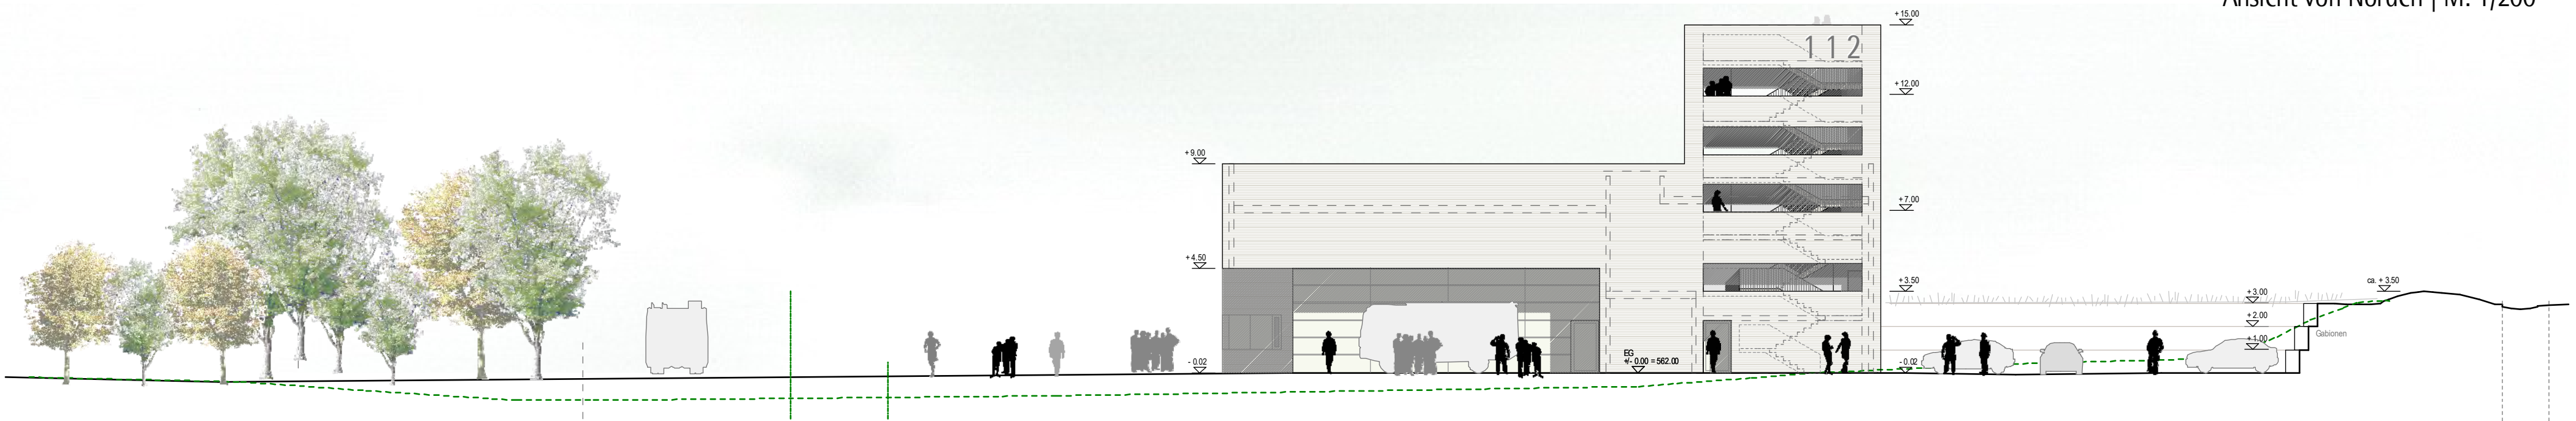 Ansicht von Norden | M. 1/200
+ 15.00
112
+ 12.00
+ 9.00
+ 7.00
+ 4.50
+ 3.50
ca. + 3.50
+ 3.00
+ 2.00
Gabionen
+ 1.00
EG
+/- 0.00 = 562.00
- 0.02
- 0.02